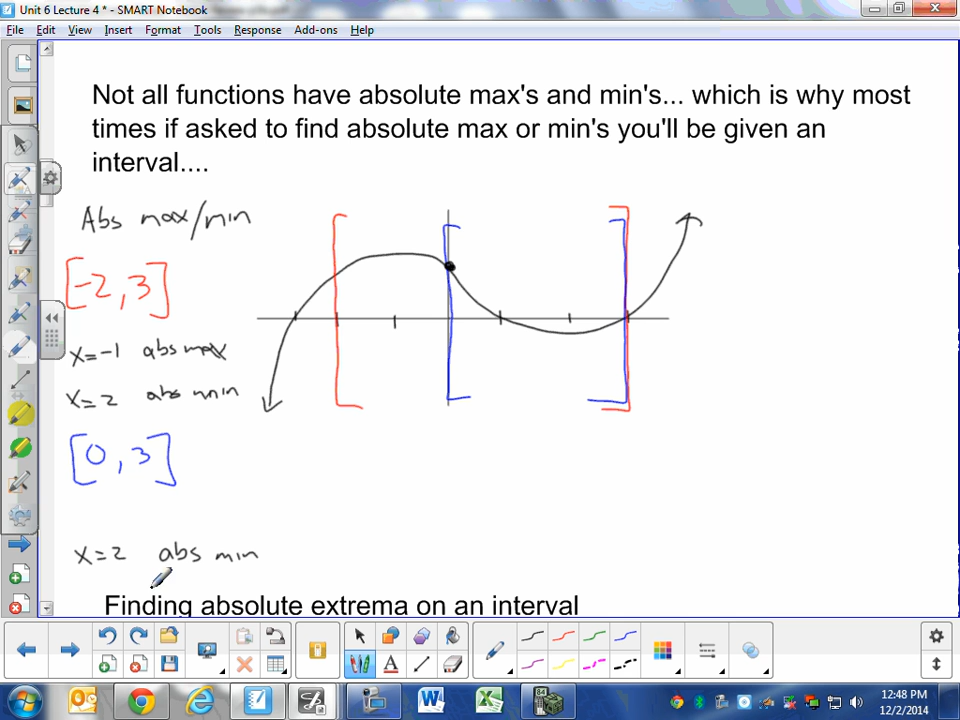 Unit 6 Lecture 4 * - SMART Notebook
File Edit View Insert Format Tools Response Add-ons Help
Not all functions have absolute max's and min's... which is why most
times if asked to find absolute max or min's you'll be given an
interval....
Abs max/min
[-2,3]
x=-1 abs max
x=2 abs min
[0,3]
x=2 abs min
Finding absolute extrema on an interval
12:48 PM
12/2/2014